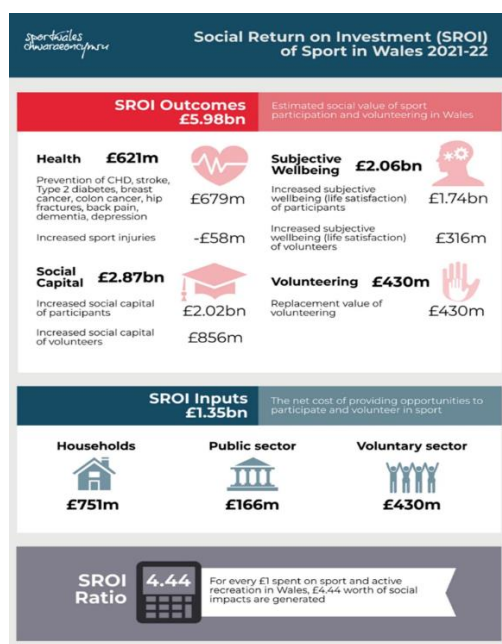 sportwales
chwaraeoncymru
Social Return on Investment (SROI)
of Sport in Wales 2021-22
SROI Outcomes
£5.98bn
Estimated social value of sport
participation and volunteering in Wales
Health £621m
Prevention of CHD, stroke,
Type 2 diabetes, breast
cancer, colon cancer, hip
fractures, back pain,
dementia, depression
£679m
Increased sport injuries
-£58m
Subjective
Wellbeing £2.06bn
Increased subjective
wellbeing (life satisfaction)
of participants
£1.74bn
Increased subjective
wellbeing (life satisfaction)
of volunteers
£316m
Social
Capital £2.87bn
Increased social capital
of participants
£2.02bn
Increased social capital
of volunteers
£856m
Volunteering £430m
Replacement value of
volunteering
£430m
SROI Inputs
£1.35bn
The net cost of providing opportunities to
participate and volunteer in sport
Households
£751m
Public sector
£166m
Voluntary sector
£430m
SROI
Ratio
4.44
For every £1 spent on sport and active
recreation in Wales, £4.44 worth of social
impacts are generated